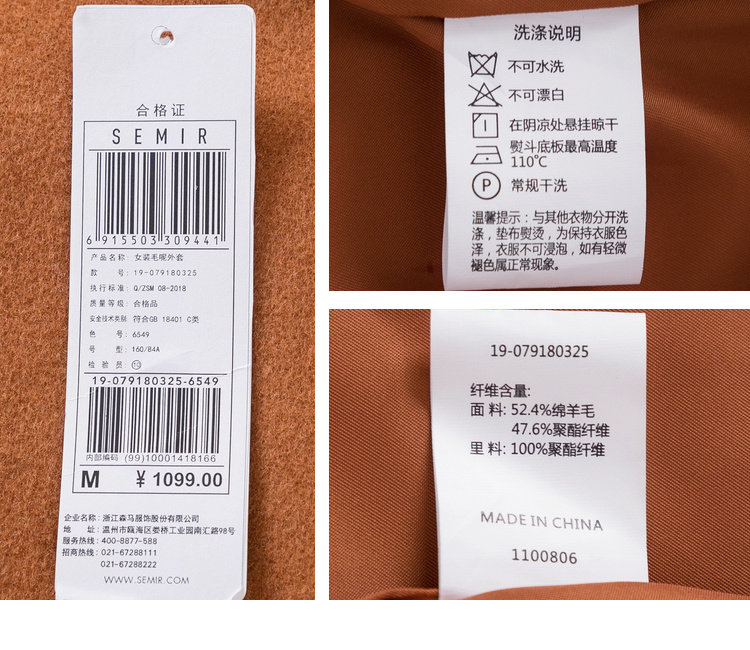 合格证
SEMIR
6 915503 309441
产品名称: 女装毛呢外套
款 号: 19-079180325
执行标准: Q/ZSM 08-2018
质量等级: 合格品
安全技术类别: 符合GB 18401 C类
色 号: 6549
号 型: 160/84A
检 验 员: 10
19-079180325-6549
内部编码 (99)10001418166
M ¥ 1099.00
企业名称: 浙江森马服饰股份有限公司
地 址: 温州市瓯海区娄桥工业园南汇路98号
服务热线: 400-8877-588
招商热线: 021-67288111
021-67288222
WWW.SEMIR.COM
洗涤说明
不可水洗
不可漂白
在阴凉处悬挂晾干
熨斗底板最高温度
110℃
P 常规干洗
温馨提示: 与其他衣物分开洗
涤, 垫布熨烫, 为保持衣服色
泽, 衣服不可浸泡, 如有轻微
褪色属正常现象。
19-079180325
纤维含量:
面 料: 52.4%绵羊毛
47.6%聚酯纤维
里 料: 100%聚酯纤维
MADE IN CHINA
1100806